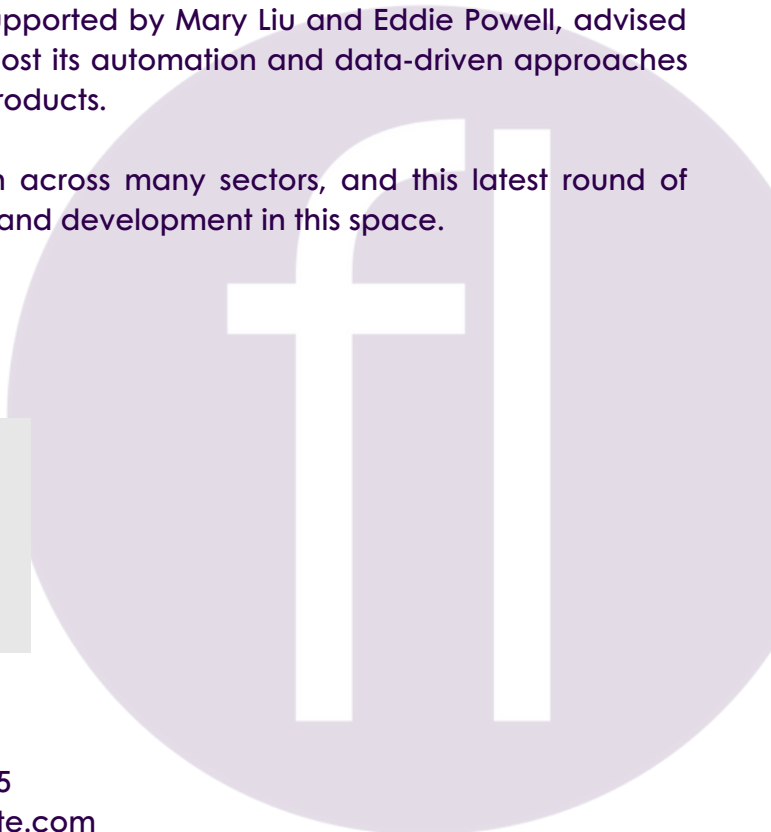 upported by Mary Liu and Eddie Powell, advised
ost its automation and data-driven approaches
roducts.
across many sectors, and this latest round of
and development in this space.
fl
5
te.com